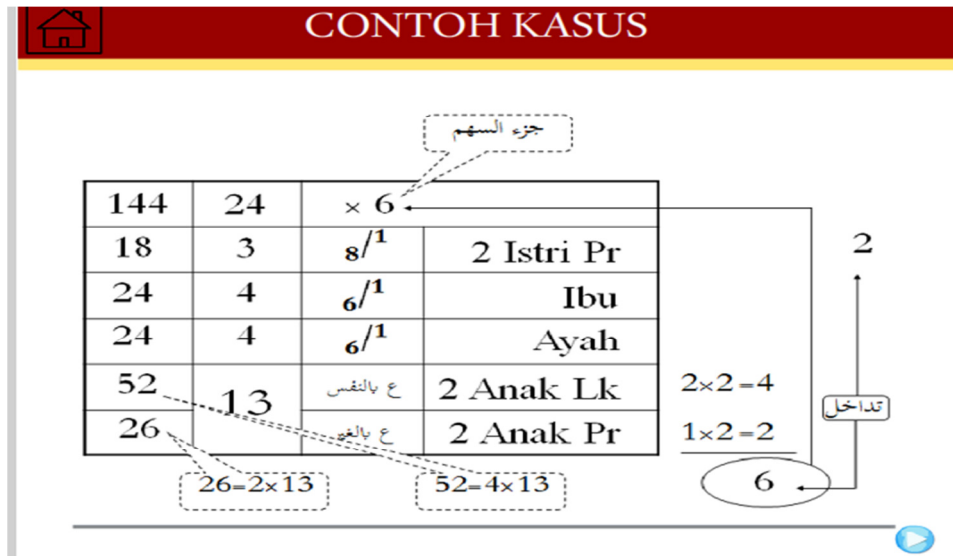 CONTOH KASUS
جزء السهم
144 24 × 6
18 3 8/1 2 Istri Pr
2
24 4 6/1 Ibu
24 4 6/1 Ayah
52 13 ع بالنفس 2 Anak Lk 2×2=4
تداخل
26 ع بالغير 2 Anak Pr 1×2=2
26=2×13 52=4×13 6